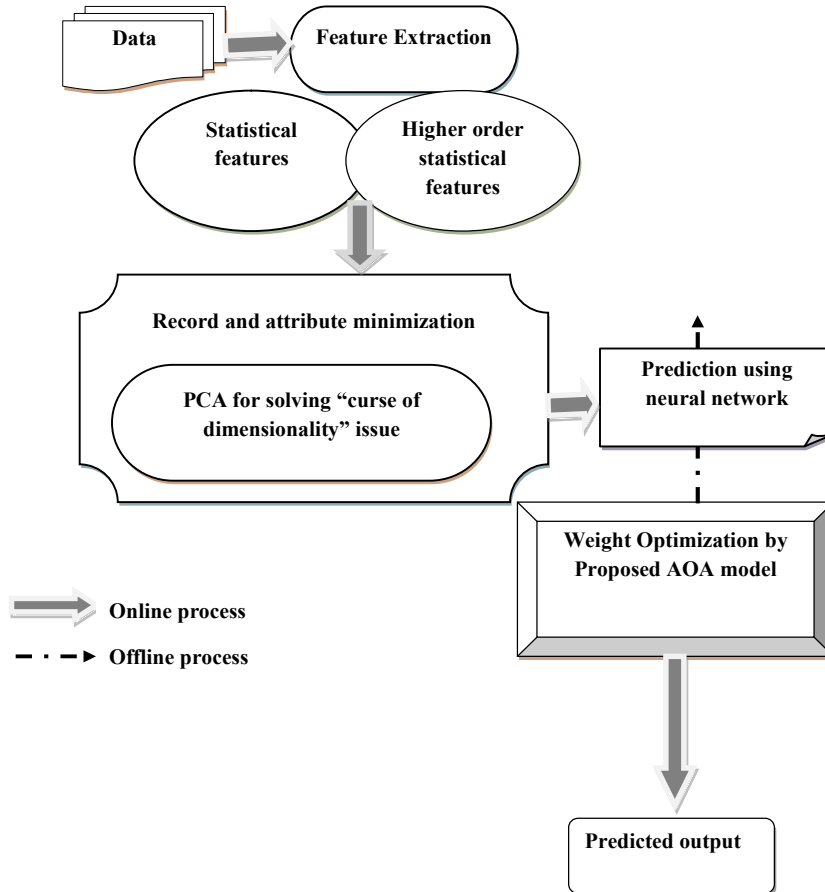 Data
Feature Extraction
Statistical
features
Higher order
statistical
features
Record and attribute minimization
PCA for solving “curse of
dimensionality” issue
Prediction using
neural network
Weight Optimization by
Proposed AOA model
Online process
Offline process
Predicted output